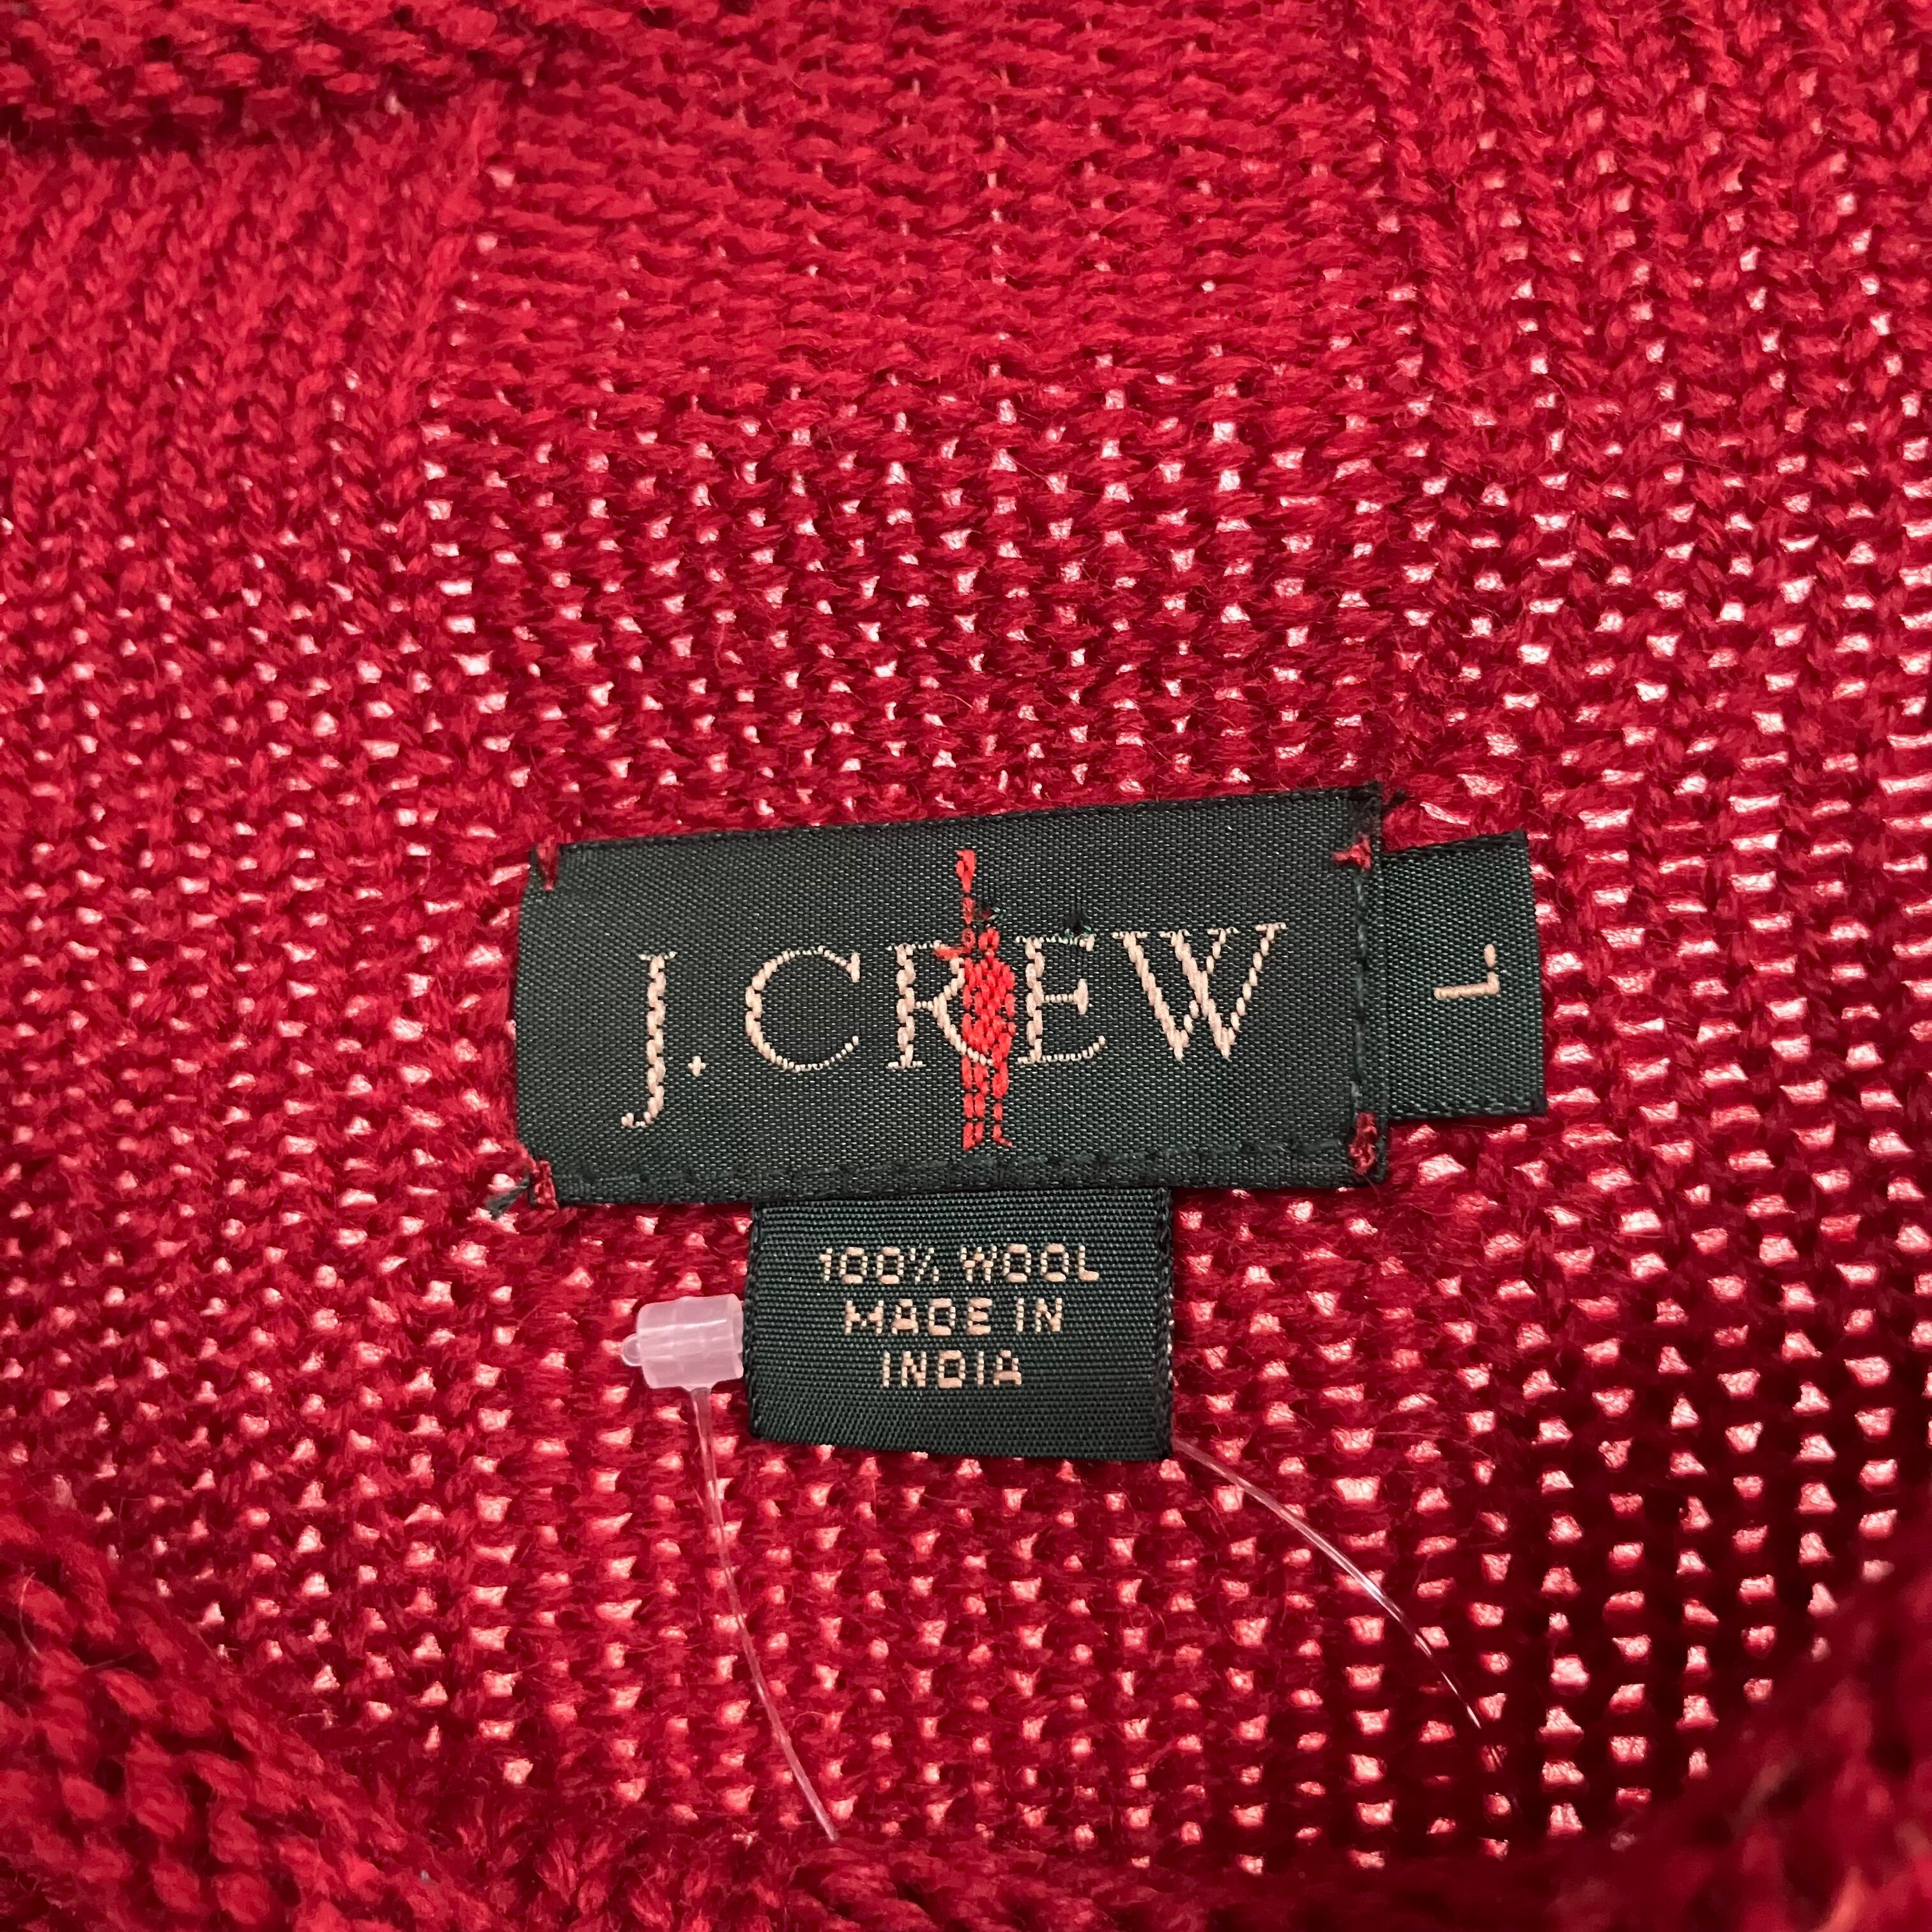 J.CREW
L
100% WOOL
MADE IN
INDIA